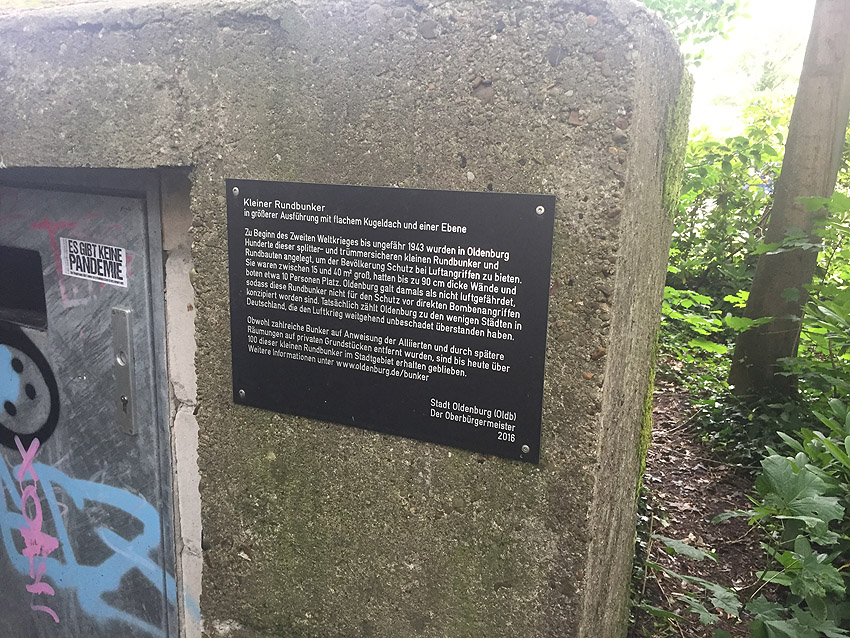 Kleiner Rundbunker
in größerer Ausführung mit flachem Kugeldach und einer Ebene
Zu Beginn des Zweiten Weltkrieges bis ungefähr 1943 wurden in Oldenburg
Hunderte dieser splitter- und trümmersicheren kleinen Rundbunker und
Rundbauten angelegt, um der Bevölkerung Schutz bei Luftangriffen zu bieten.
Sie waren zwischen 15 und 40 m² groß, hatten bis zu 90 cm dicke Wände und
boten etwa 10 Personen Platz. Oldenburg galt damals als nicht luftgefährdet,
sodass diese Rundbunker nicht für den Schutz vor direkten Bombenangriffen
konzipiert worden sind. Tatsächlich zählt Oldenburg zu den wenigen Städten in
Deutschland, die den Luftkrieg weitgehend unbeschadet überstanden haben.
Obwohl zahlreiche Bunker auf Anweisung der Alliierten und durch spätere
Räumungen auf privaten Grundstücken entfernt wurden, sind bis heute über
100 dieser kleinen Rundbunker im Stadtgebiet erhalten geblieben.
Weitere Informationen unter www.oldenburg.de/bunker
Stadt Oldenburg (Oldb)
Der Oberbürgermeister
2016
ES GIBT KEINE
PANDEMIE